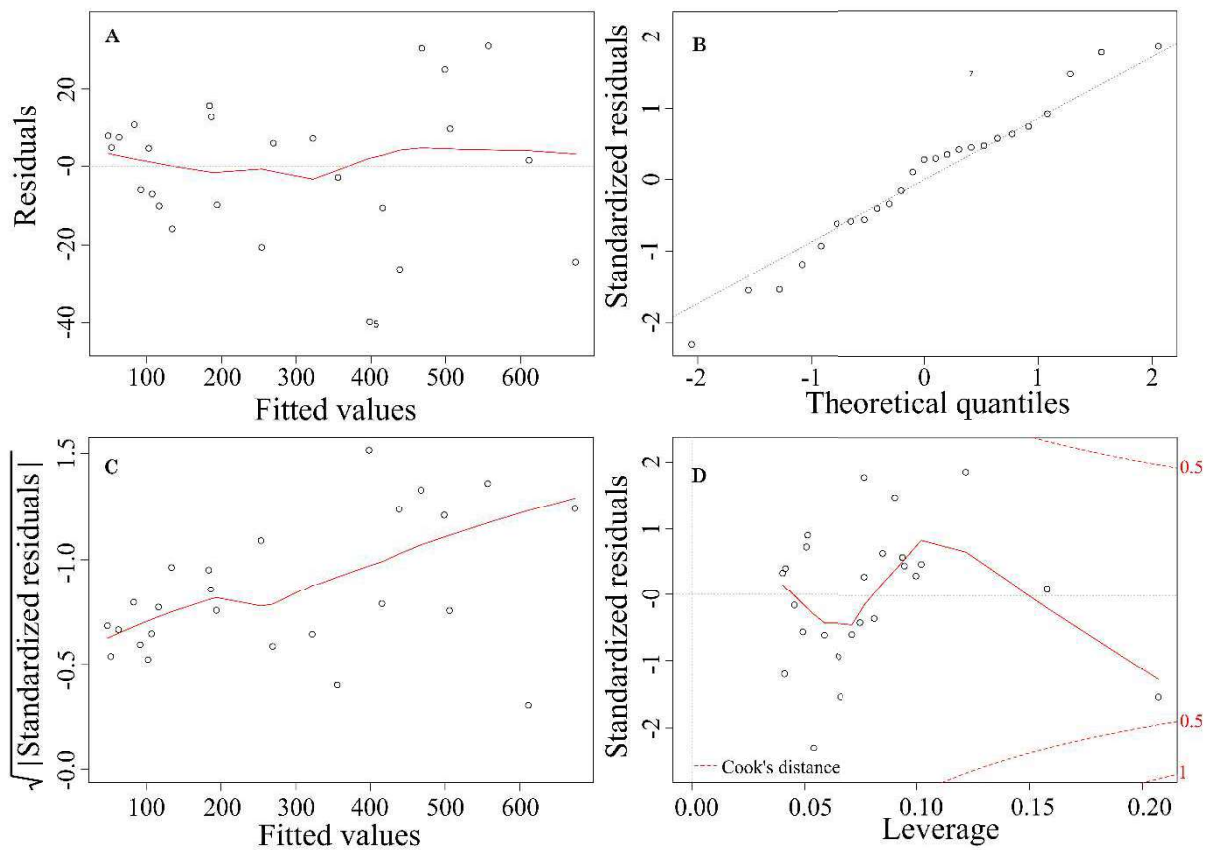 A
Residuals
20
-0
-20
-40
5
100 200 300 400 500 600
Fitted values
B
Standardized residuals
2
1
0
-1
-2
7
-2 -1 0 1 2
Theoretical quantiles
C
√|Standardized residuals|
1.5
-1.0
-0.5
-0.0
100 200 300 400 500 600
Fitted values
D
Standardized residuals
2
1
-0
-1
-2
0.5
0.5
1
Cook's distance
0.00 0.05 0.10 0.15 0.20
Leverage